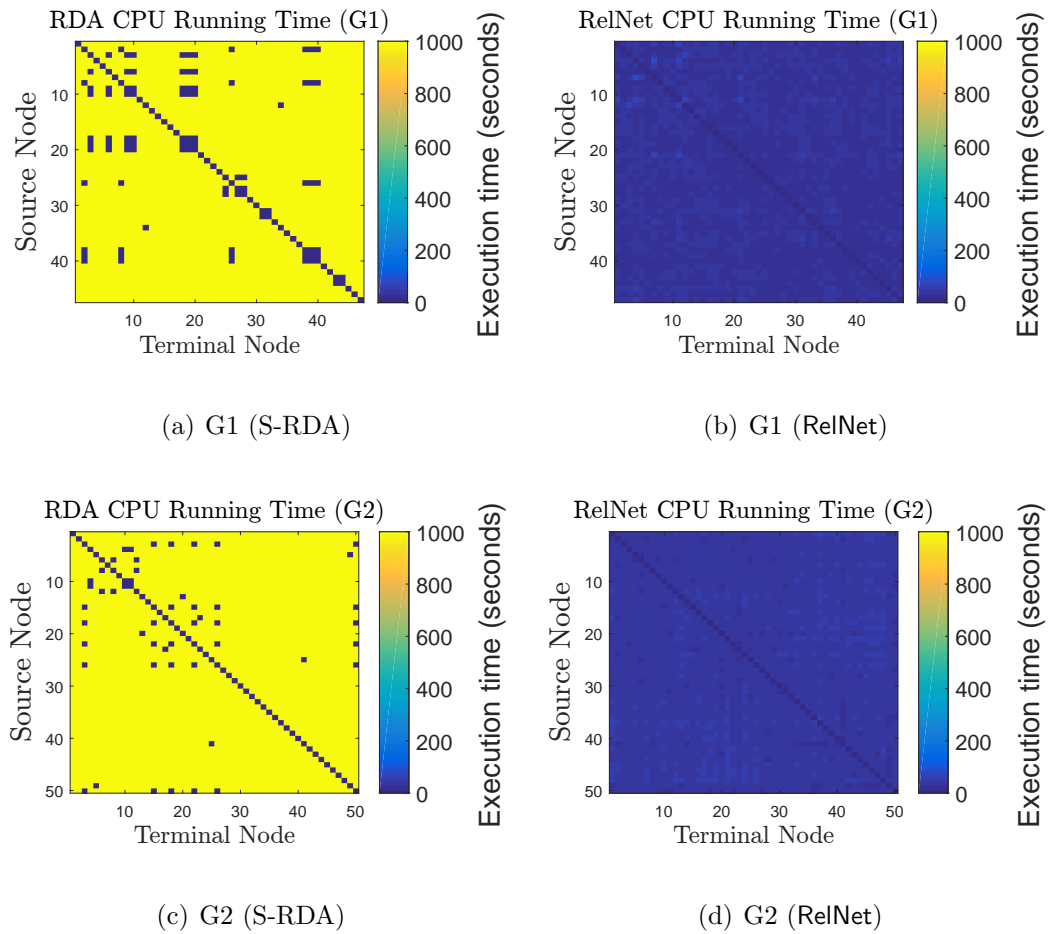 RDA CPU Running Time (G1)
Source Node
10
20
30
40
10 20 30 40
Terminal Node
1000
800
600
400
200
0
Execution time (seconds)
(a) G1 (S-RDA)
RelNet CPU Running Time (G1)
Source Node
10
20
30
40
10 20 30 40
Terminal Node
1000
800
600
400
200
0
Execution time (seconds)
(b) G1 (RelNet)
RDA CPU Running Time (G2)
Source Node
10
20
30
40
50
10 20 30 40 50
Terminal Node
1000
800
600
400
200
0
Execution time (seconds)
(c) G2 (S-RDA)
RelNet CPU Running Time (G2)
Source Node
10
20
30
40
50
10 20 30 40 50
Terminal Node
1000
800
600
400
200
0
Execution time (seconds)
(d) G2 (RelNet)